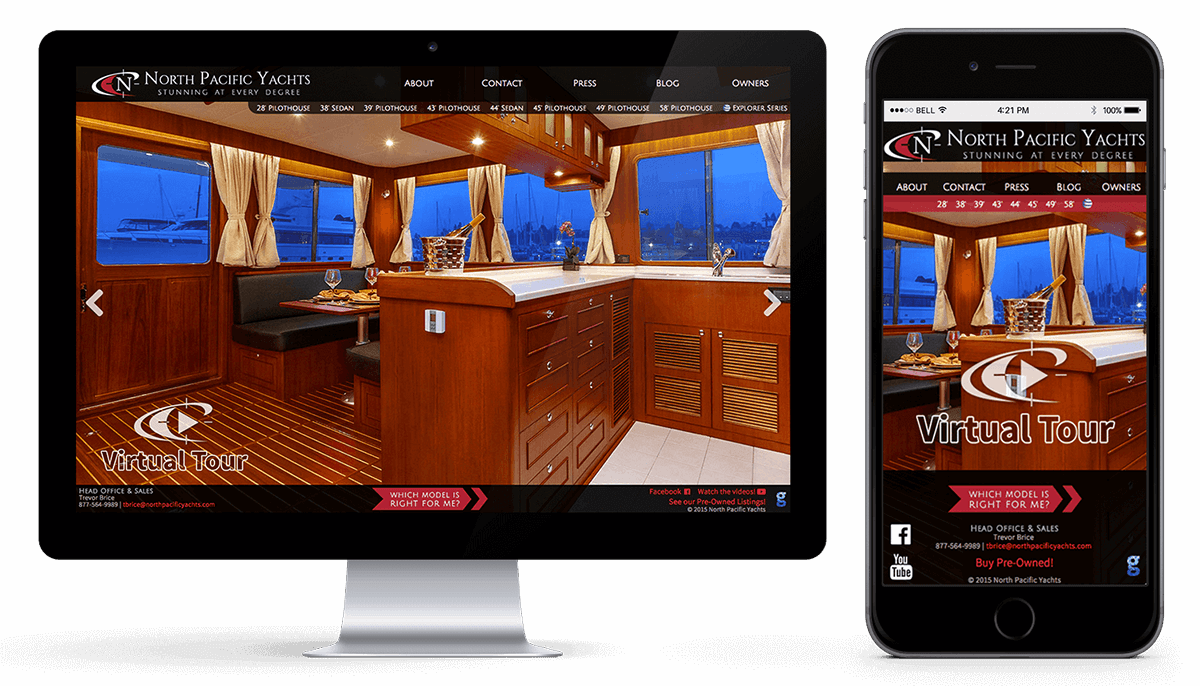 N
North Pacific Yachts
Stunning at Every Degree
About Contact Press Blog Owners
28' Pilothouse 38' Sedan 39' Pilothouse 43' Pilothouse 44' Sedan 45' Pilothouse 49' Pilothouse 58' Pilothouse Explorer Series
Virtual Tour
Head Office & Sales
Trevor Brice
877-564-9989 | tbrice@northpacificyachts.com
Which model is
right for me?
Facebook Watch the videos!
See our Pre-Owned Listings!
© 2015 North Pacific Yachts
g
BELL 4:21 PM 100%
N
North Pacific Yachts
Stunning at Every Degree
About Contact Press Blog Owners
28' 38' 39' 43' 44' 45' 49' 58'
Virtual Tour
Which model is
right for me?
Head Office & Sales
Trevor Brice
877-564-9989 | tbrice@northpacificyachts.com
Buy Pre-Owned!
© 2015 North Pacific Yachts
f
You
Tube
g